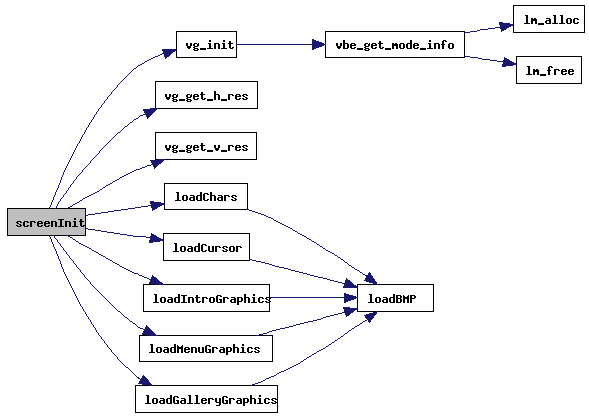 lm_alloc
vg_init
vbe_get_mode_info
lm_free
vg_get_h_res
vg_get_v_res
loadChars
screenInit
loadCursor
loadIntroGraphics
loadBMP
loadMenuGraphics
loadGalleryGraphics